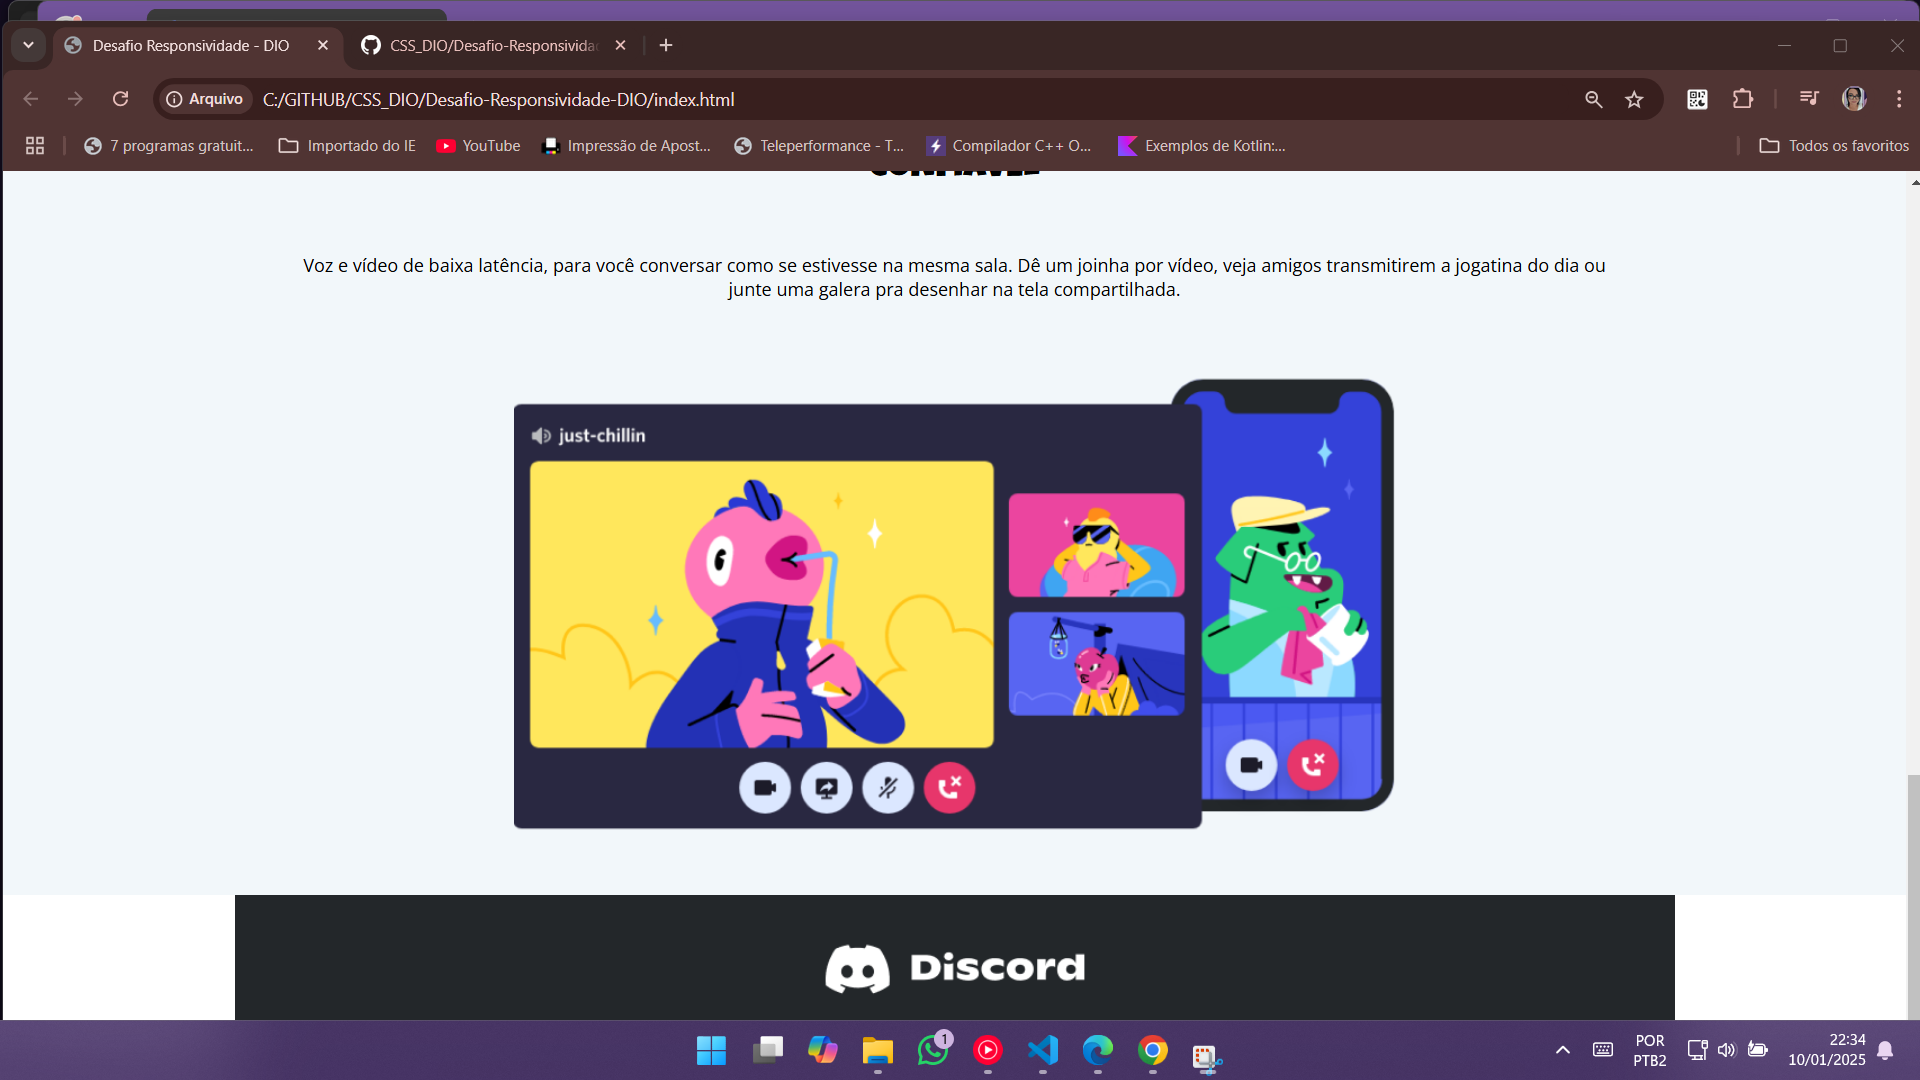 Desafio Responsividade - DIO
CSS_DIO/Desafio-Responsivida
Arquivo
C:/GITHUB/CSS_DIO/Desafio-Responsividade-DIO/index.html
7 programas gratuit...
Importado do IE
YouTube
Impressão de Apost...
Teleperformance - T...
Compilador C++ O...
Exemplos de Kotlin:...
Todos os favoritos
CONFIÁVEL
Voz e vídeo de baixa latência, para você conversar como se estivesse na mesma sala. Dê um joinha por vídeo, veja amigos transmitirem a jogatina do dia ou
junte uma galera pra desenhar na tela compartilhada.
just-chillin
Discord
1
POR
PTB2
22:34
10/01/2025